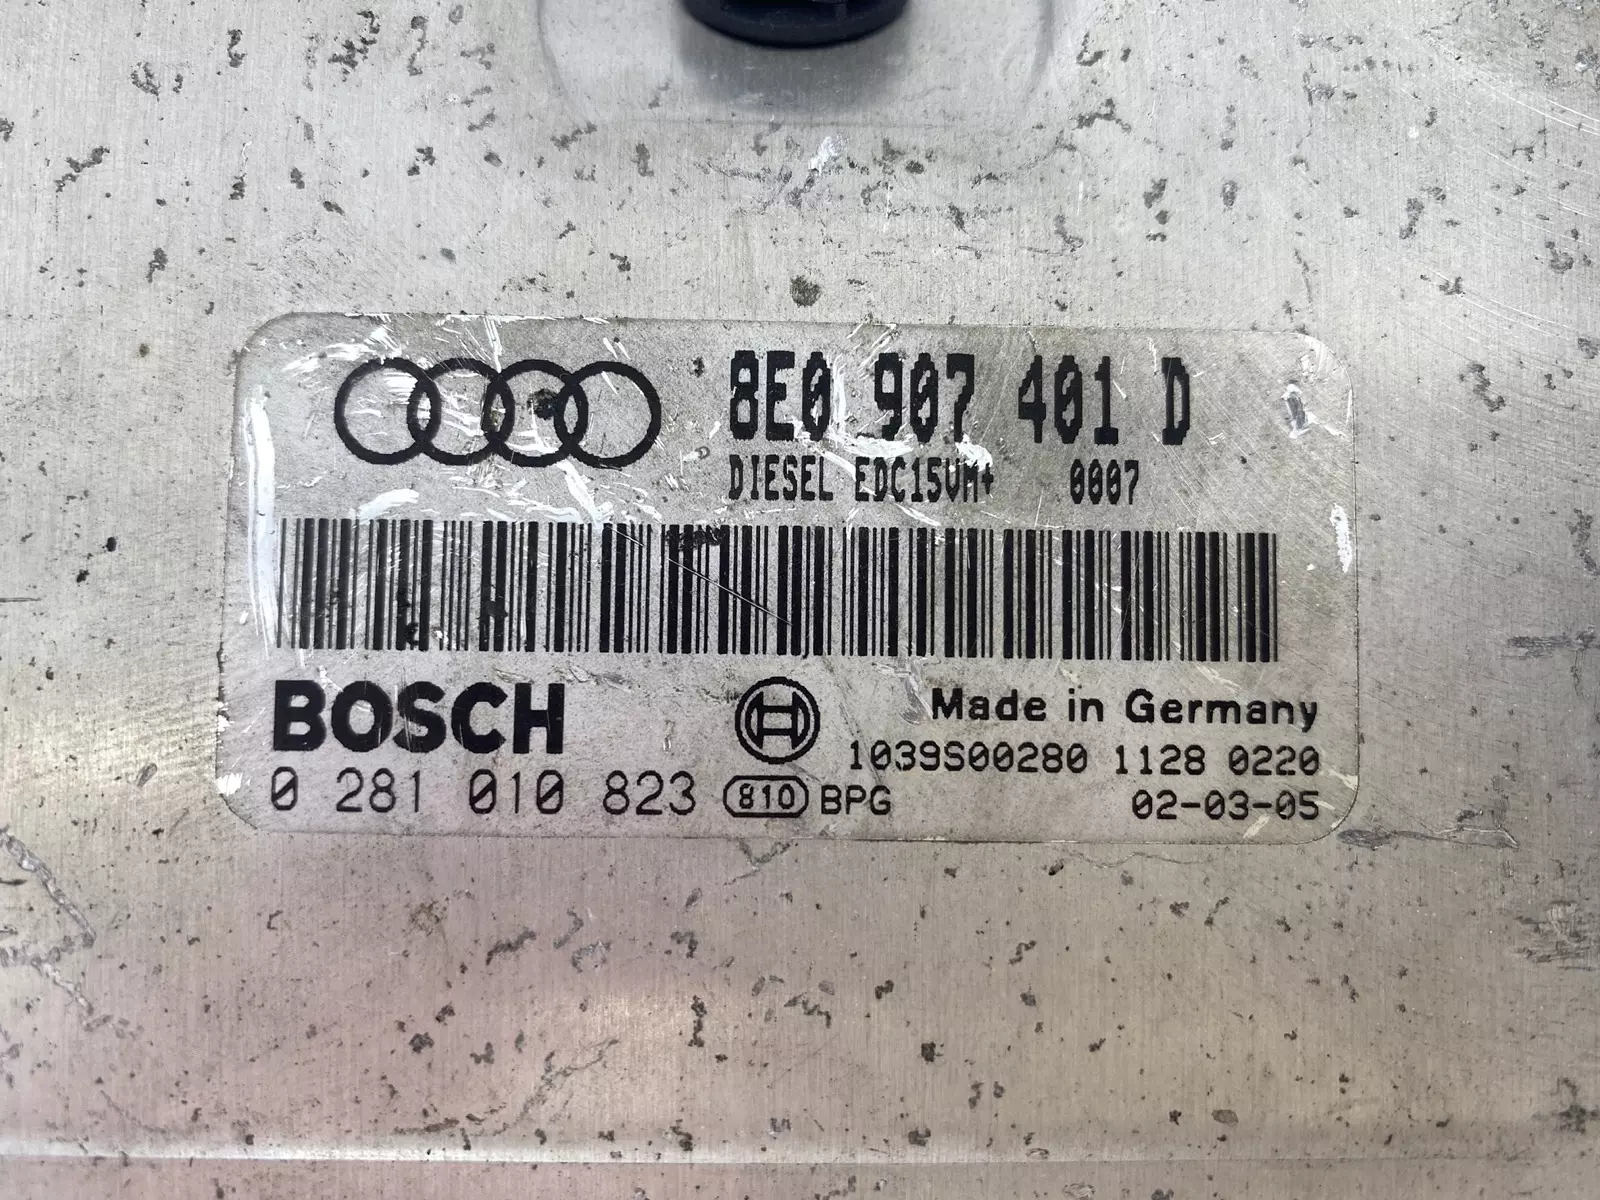 8E0 907 401 D
DIESEL EDC15VM+ 0007
BOSCH
Made in Germany
1039S00280 1128 0220
0 281 010 823 810 BPG 02-03-05